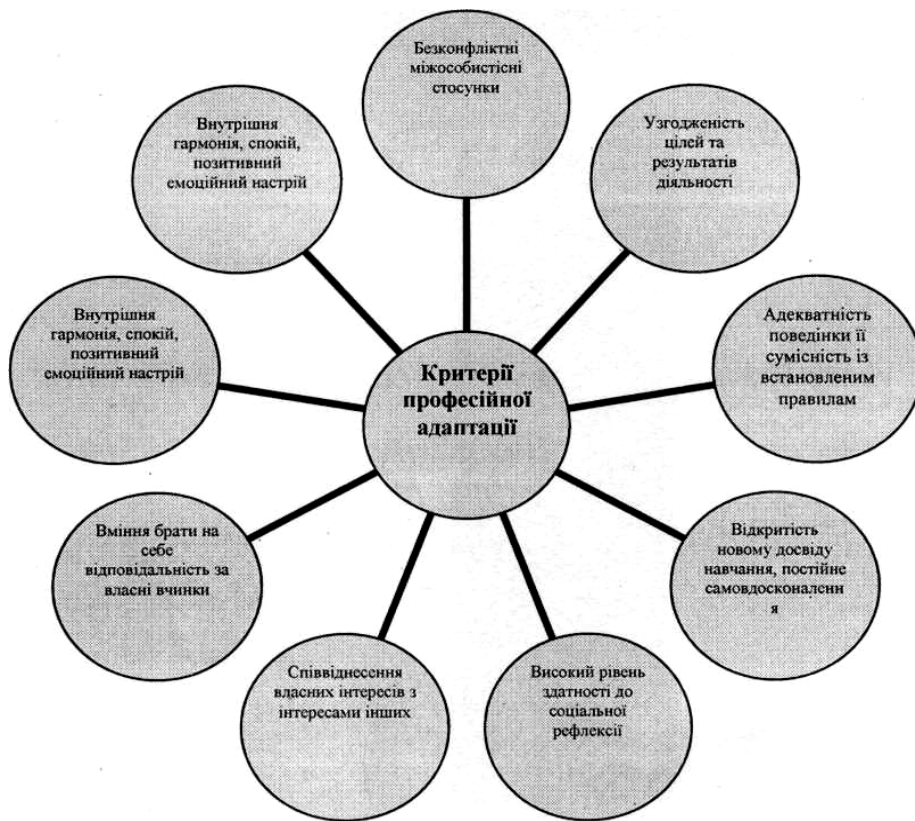 Безконфліктні
міжособистісні
стосунки
Узгодженість
цілей та
результатів
діяльності
Адекватність
поведінки її
сумісність із
встановленим
правилам
Відкритість
новому досвіду
навчання, постійне
самовдосконаленн
я
Високий рівень
здатності до
соціальної
рефлексії
Співвіднесення
власних інтересів з
інтересами інших
Вміння брати на
себе
відповідальність за
власні вчинки
Внутрішня
гармонія, спокій,
позитивний
емоційний настрій
Внутрішня
гармонія, спокій,
позитивний
емоційний настрій
Критерії
професійної
адаптації